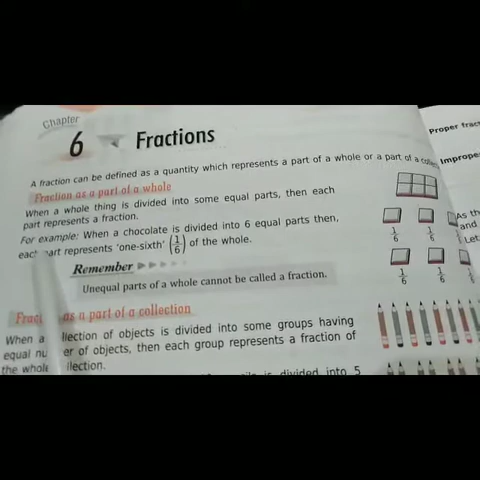 Chapter
6 Fractions
A fraction can be defined as a quantity which represents a part of a whole or a part of a
Fraction as a part of a whole
When a whole thing is divided into some equal parts, then each
part represents a fraction.
For example: When a chocolate is divided into 6 equal parts then,
part represents 'one-sixth' (1/6) of the whole.
Remember
Unequal parts of a whole cannot be called a fraction.
as a part of a collection
When a of objects is divided into some groups having
equal of objects, then each group represents a fraction of
the
divided into 5
1/6 1/6
1/6 1/6 1/6
Proper
As
and
Let